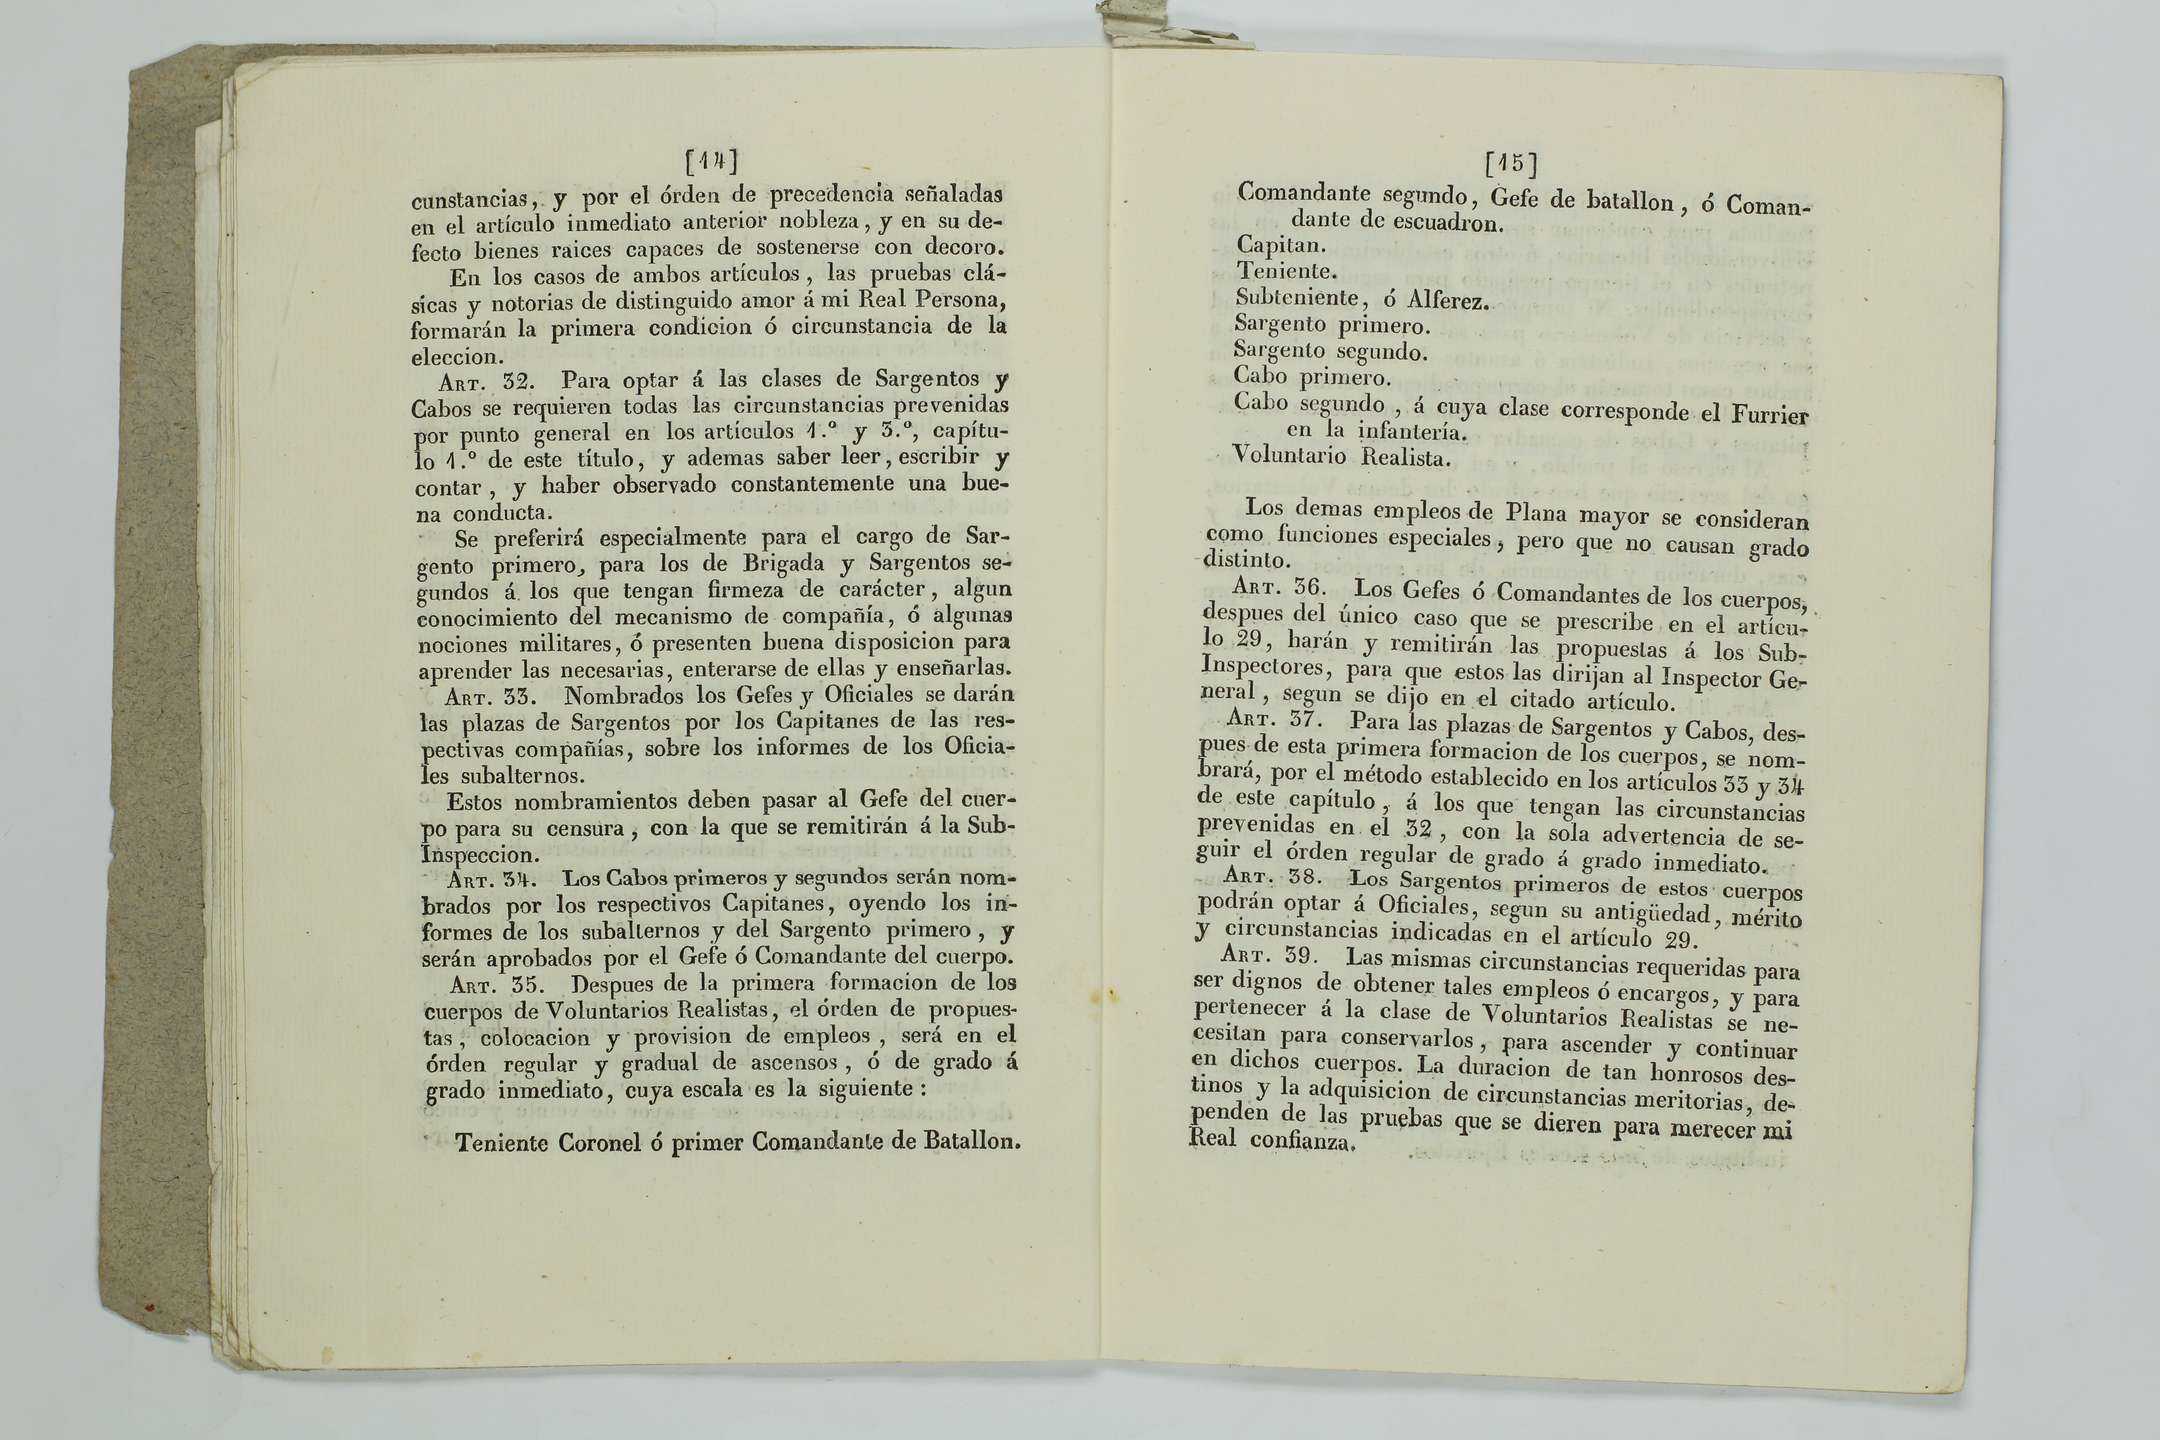 [14]
cunstancias, y por el órden de precedencia señaladas
en el artículo inmediato anterior nobleza, y en su de-
fecto bienes raices capaces de sostenerse con decoro.
En los casos de ambos artículos, las pruebas clá-
sicas y notorias de distinguido amor á mi Real Persona,
formarán la primera condicion ó circunstancia de la
eleccion.
ART. 32. Para optar á las clases de Sargentos y
Cabos se requieren todas las circunstancias prevenidas
por punto general en los artículos 1.º y 3.º, capítu-
lo 1.º de este título, y ademas saber leer, escribir y
contar, y haber observado constantemente una bue-
na conducta.
Se preferirá especialmente para el cargo de Sar-
gento primero, para los de Brigada y Sargentos se-
gundos á los que tengan firmeza de carácter, algun
conocimiento del mecanismo de compañía, ó algunas
nociones militares, ó presenten buena disposicion para
aprender las necesarias, enterarse de ellas y enseñarlas.
ART. 33. Nombrados los Gefes y Oficiales se darán
las plazas de Sargentos por los Capitanes de las res-
pectivas compañías, sobre los informes de los Oficia-
les subalternos.
Estos nombramientos deben pasar al Gefe del cuer-
po para su censura, con la que se remitirán á la Sub-
Inspeccion.
ART. 34. Los Cabos primeros y segundos serán nom-
brados por los respectivos Capitanes, oyendo los in-
formes de los subalternos y del Sargento primero, y
serán aprobados por el Gefe ó Comandante del cuerpo.
ART. 35. Despues de la primera formacion de los
cuerpos de Voluntarios Realistas, el órden de propues-
tas, colocacion y provision de empleos, será en el
órden regular y gradual de ascensos, ó de grado á
grado inmediato, cuya escala es la siguiente:
Teniente Coronel ó primer Comandante de Batallon.
[15]
Comandante segundo, Gefe de batallon, ó Coman-
dante de escuadron.
Capitan.
Teniente.
Subteniente, ó Alferez.
Sargento primero.
Sargento segundo.
Cabo primero.
Cabo segundo, á cuya clase corresponde el Furrier
en la infantería.
Voluntario Realista.
Los demas empleos de Plana mayor se consideran
como funciones especiales, pero que no causan grado
distinto.
ART. 36. Los Gefes ó Comandantes de los cuerpos,
despues del único caso que se prescribe en el artícu-
lo 29, harán y remitirán las propuestas á los Sub-
Inspectores, para que estos las dirijan al Inspector Ge-
neral, segun se dijo en el citado artículo.
ART. 37. Para las plazas de Sargentos y Cabos, des-
pues de esta primera formacion de los cuerpos, se nom-
brará, por el método establecido en los artículos 33 y 34
de este capítulo, á los que tengan las circunstancias
prevenidas en el 32, con la sola advertencia de se-
guir el órden regular de grado á grado inmediato.
ART. 38. Los Sargentos primeros de estos cuerpos
podrán optar á Oficiales, segun su antigüedad, mérito
y circunstancias indicadas en el artículo 29.
ART. 39. Las mismas circunstancias requeridas para
ser dignos de obtener tales empleos ó encargos, y para
pertenecer á la clase de Voluntarios Realistas se ne-
cesitan para conservarlos, para ascender y continuar
en dichos cuerpos. La duracion de tan honrosos des-
tinos y la adquisicion de circunstancias meritorias, de-
penden de las pruebas que se dieren para merecer mi
Real confianza.